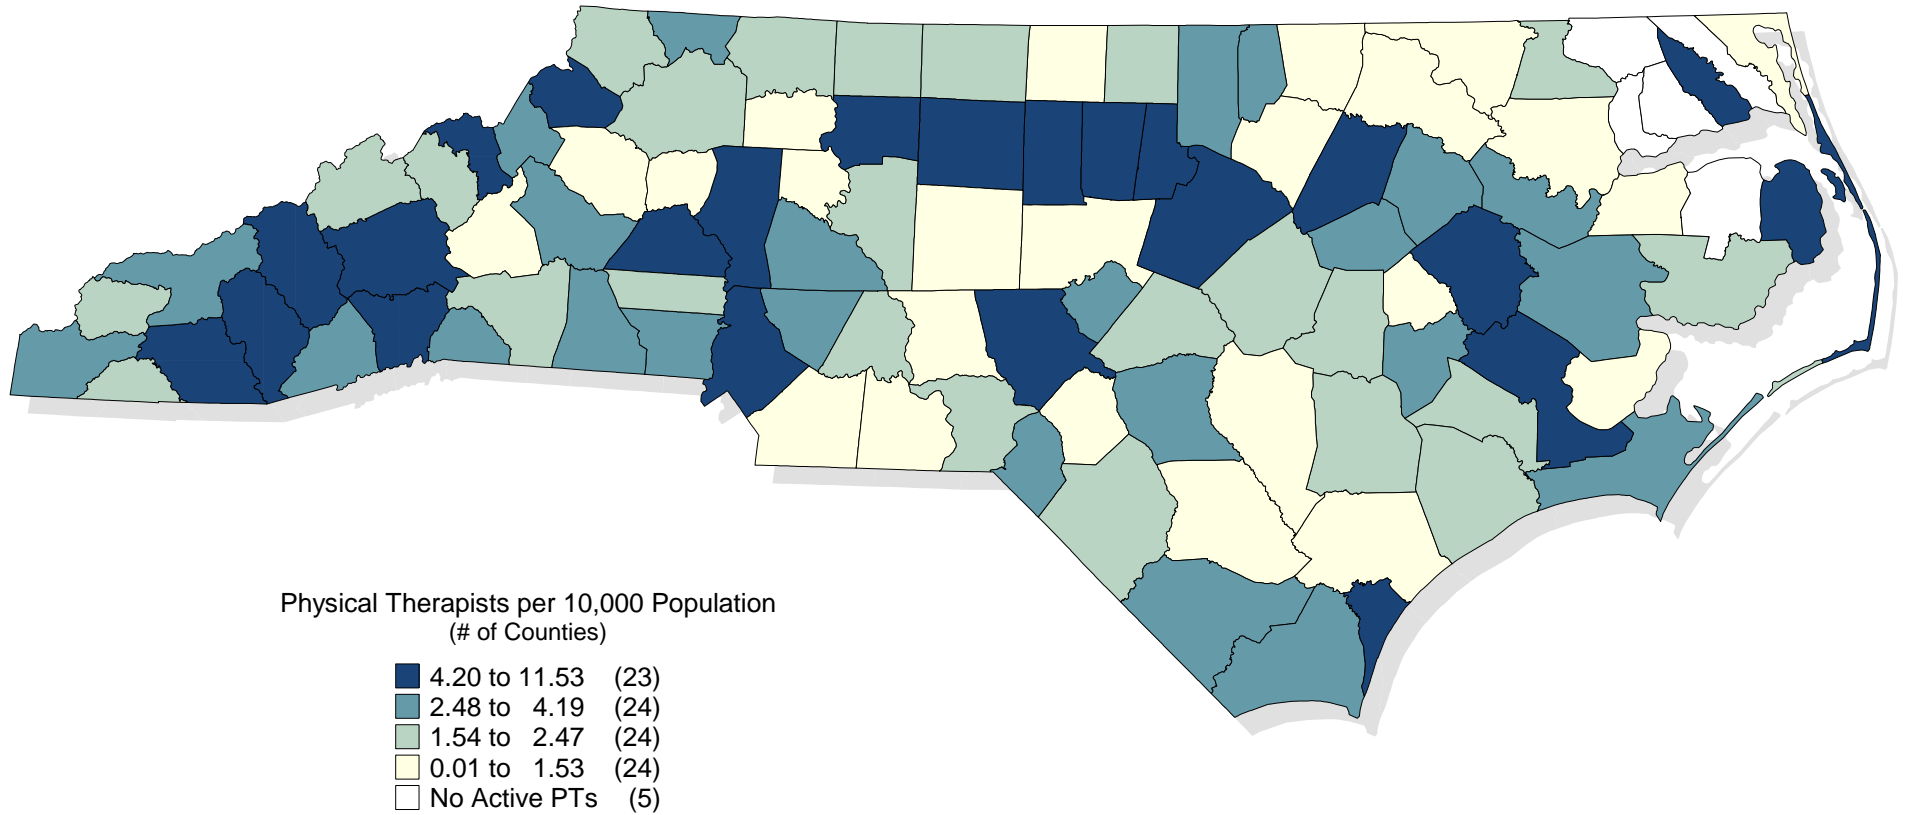 Physical Therapists per 10,000 Population
(# of Counties)
4.20 to 11.53 (23)
2.48 to 4.19 (24)
1.54 to 2.47 (24)
0.01 to 1.53 (24)
No Active PTs (5)